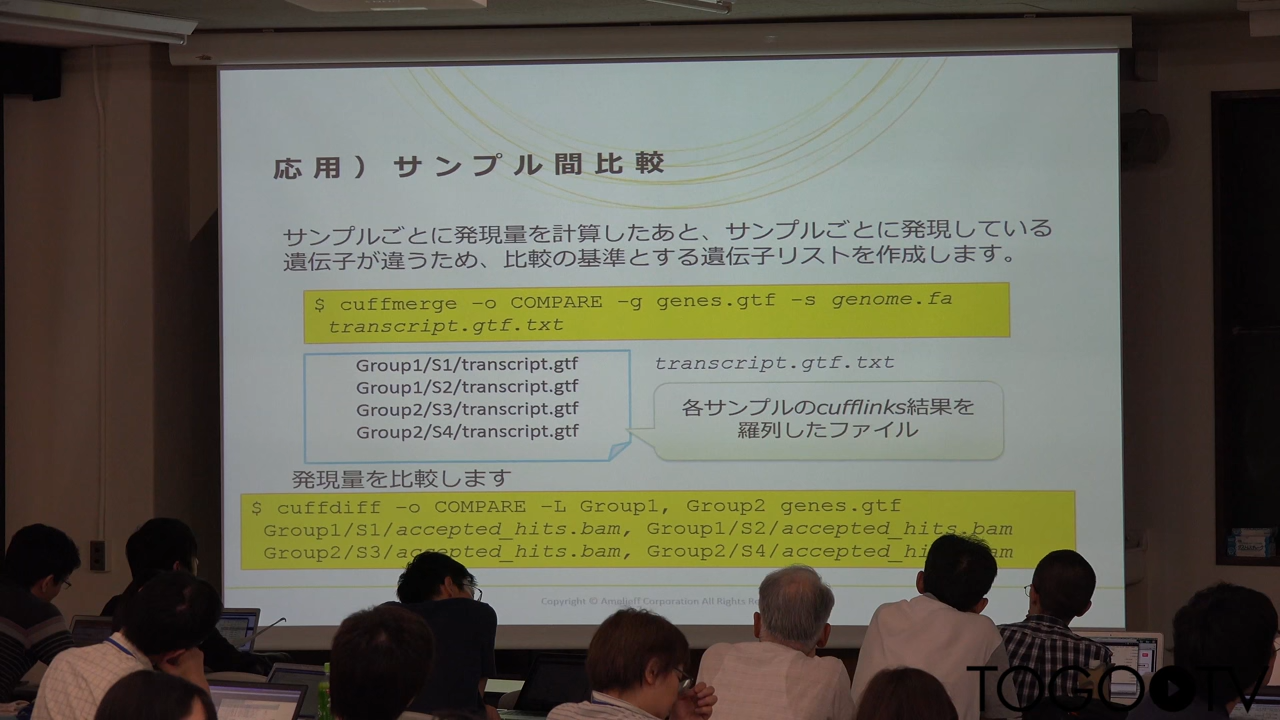 応用）サンプル間比較
サンプルごとに発現量を計算したあと、サンプルごとに発現している
遺伝子が違うため、比較の基準とする遺伝子リストを作成します。
$ cuffmerge –o COMPARE –g genes.gtf –s genome.fa
transcript.gtf.txt
Group1/S1/transcript.gtf
Group1/S2/transcript.gtf
Group2/S3/transcript.gtf
Group2/S4/transcript.gtf
transcript.gtf.txt
各サンプルのcufflinks結果を
羅列したファイル
発現量を比較します
$ cuffdiff –o COMPARE –L Group1, Group2 genes.gtf
Group1/S1/accepted_hits.bam, Group1/S2/accepted_hits.bam
Group2/S3/accepted_hits.bam, Group2/S4/accepted
Copyright © Amelieff Corporation All Rights
TOGOTV